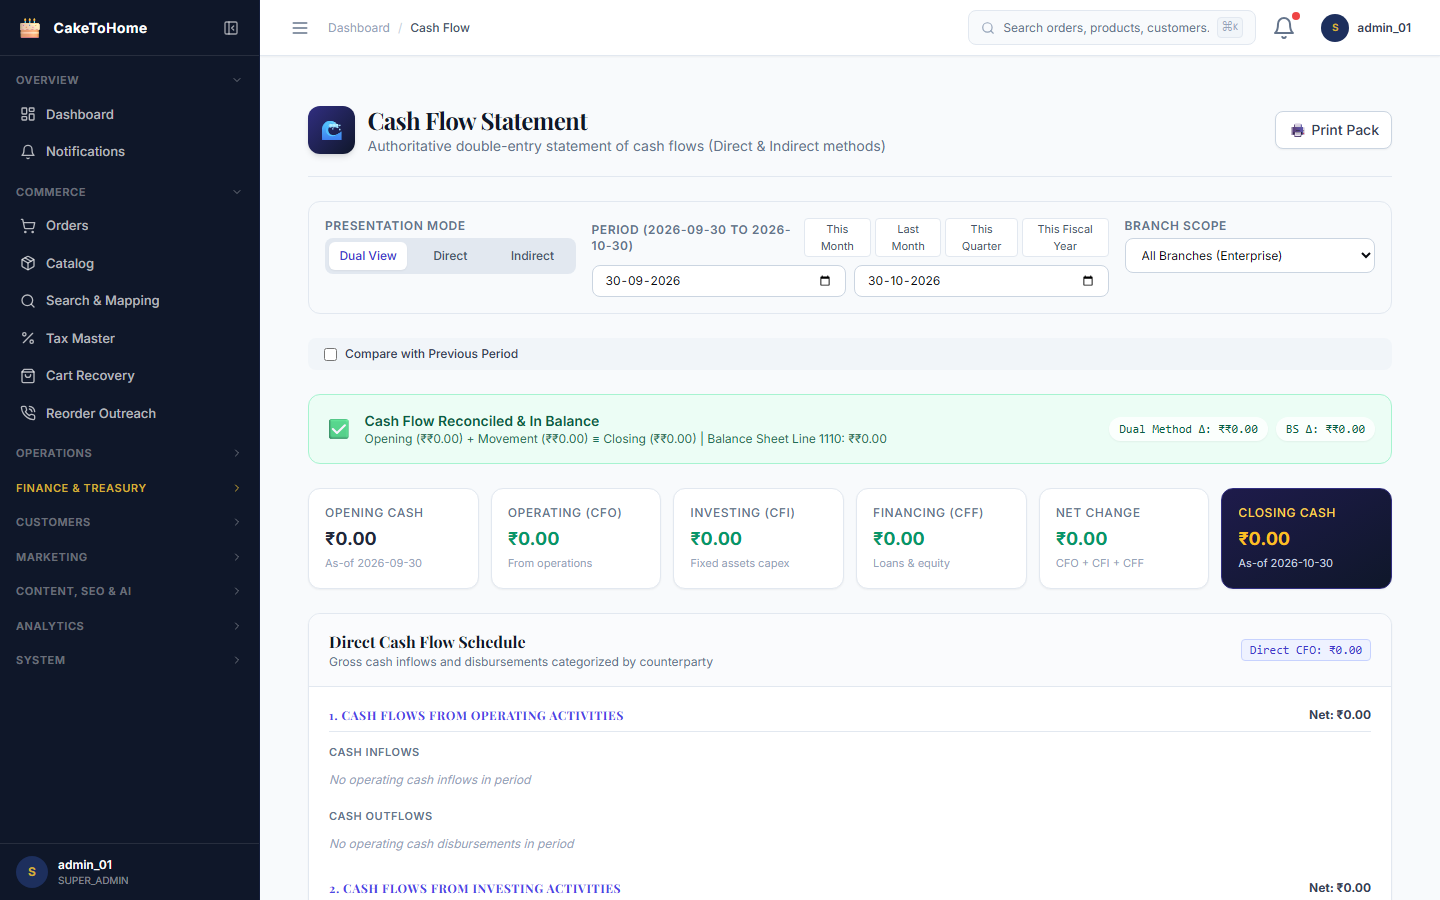 CakeToHome
OVERVIEW
Dashboard
Notifications
COMMERCE
Orders
Catalog
Search & Mapping
Tax Master
Cart Recovery
Reorder Outreach
OPERATIONS
FINANCE & TREASURY
CUSTOMERS
MARKETING
CONTENT, SEO & AI
ANALYTICS
SYSTEM
S
admin_01
SUPER_ADMIN
Dashboard / Cash Flow
Search orders, products, customers. ⌘K
S admin_01
Cash Flow Statement
Authoritative double-entry statement of cash flows (Direct & Indirect methods)
Print Pack
PRESENTATION MODE
Dual View Direct Indirect
PERIOD (2026-09-30 TO 2026-
10-30)
This
Month
Last
Month
This
Quarter
This Fiscal
Year
30-09-2026 30-10-2026
BRANCH SCOPE
All Branches (Enterprise)
Compare with Previous Period
Cash Flow Reconciled & In Balance
Opening (₹₹0.00) + Movement (₹₹0.00) ≡ Closing (₹₹0.00) | Balance Sheet Line 1110: ₹₹0.00
Dual Method Δ: ₹₹0.00 BS Δ: ₹₹0.00
OPENING CASH
₹0.00
As-of 2026-09-30
OPERATING (CFO)
₹0.00
From operations
INVESTING (CFI)
₹0.00
Fixed assets capex
FINANCING (CFF)
₹0.00
Loans & equity
NET CHANGE
₹0.00
CFO + CFI + CFF
CLOSING CASH
₹0.00
As-of 2026-10-30
Direct Cash Flow Schedule
Gross cash inflows and disbursements categorized by counterparty
Direct CFO: ₹0.00
1. CASH FLOWS FROM OPERATING ACTIVITIES Net: ₹0.00
CASH INFLOWS
No operating cash inflows in period
CASH OUTFLOWS
No operating cash disbursements in period
2. CASH FLOWS FROM INVESTING ACTIVITIES Net: ₹0.00